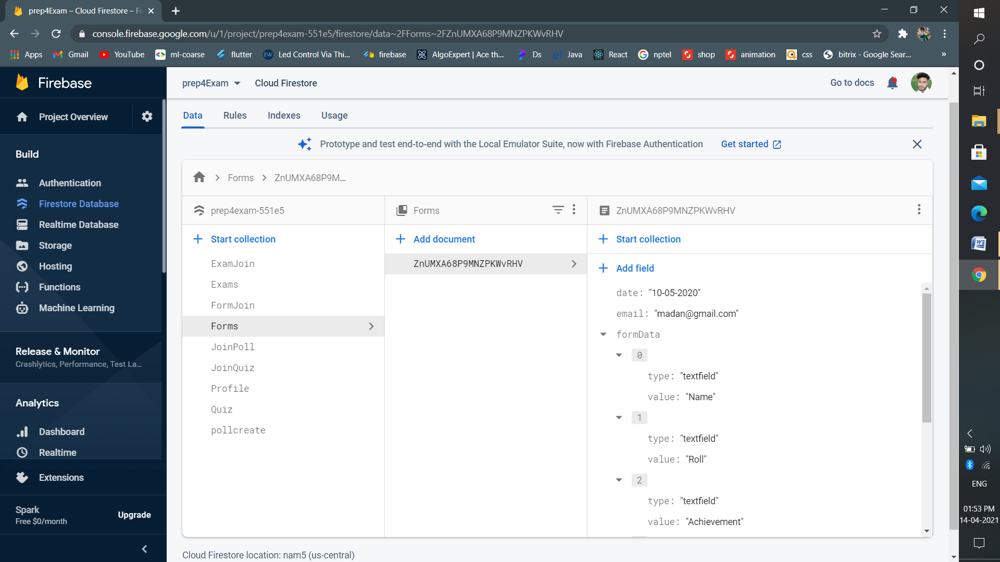 prep4Exam – Cloud Firestore – Fi
console.firebase.google.com/u/1/project/prep4exam-551e5/firestore/data~2FForms~2FZnUMXA68P9MNZPKWvRHV
Apps Gmail YouTube ml-coarse flutter EW Led Control Via Thi... firebase AlgoExpert | Ace th... Ds e! Java React nptel shop animation css bitrix - Google Sear... »
Firebase
prep4Exam Cloud Firestore Go to docs
Project Overview
Data Rules Indexes Usage
Prototype and test end-to-end with the Local Emulator Suite, now with Firebase Authentication Get started
Build
Authentication
Firestore Database
Realtime Database
Storage
Hosting
Functions
Machine Learning
Release & Monitor
Crashlytics, Performance, Test La...
Analytics
Dashboard
Realtime
Extensions
Spark
Free $0/month
Upgrade
Forms ZnUMXA68P9M...
prep4exam-551e5
Start collection
ExamJoin
Exams
FormJoin
Forms
JoinPoll
JoinQuiz
Profile
Quiz
pollcreate
Forms
Add document
ZnUMXA68P9MNZPKWvRHV
ZnUMXA68P9MNZPKWvRHV
Start collection
Add field
date: "10-05-2020"
email: "madan@gmail.com"
formData
0
type: "textfield"
value: "Name"
1
type: "textfield"
value: "Roll"
2
type: "textfield"
value: "Achievement"
Cloud Firestore location: nam5 (us-central)
W
ENG
01:53 PM
14-04-2021